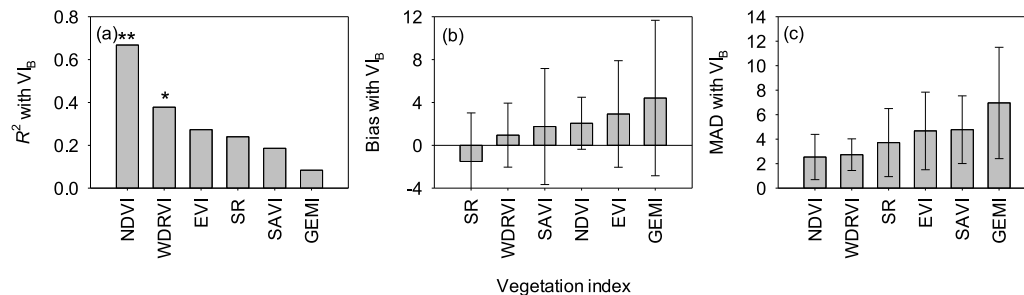 (a)
R² with VI_B
0.8
0.6
0.4
0.2
0.0
**
*
NDVI
WDRVI
EVI
SR
SAVI
GEMI
(b)
Bias with VI_B
12
8
4
0
-4
SR
WDRVI
SAVI
NDVI
EVI
GEMI
(c)
MAD with VI_B
14
12
10
8
6
4
2
0
NDVI
WDRVI
SR
EVI
SAVI
GEMI
Vegetation index